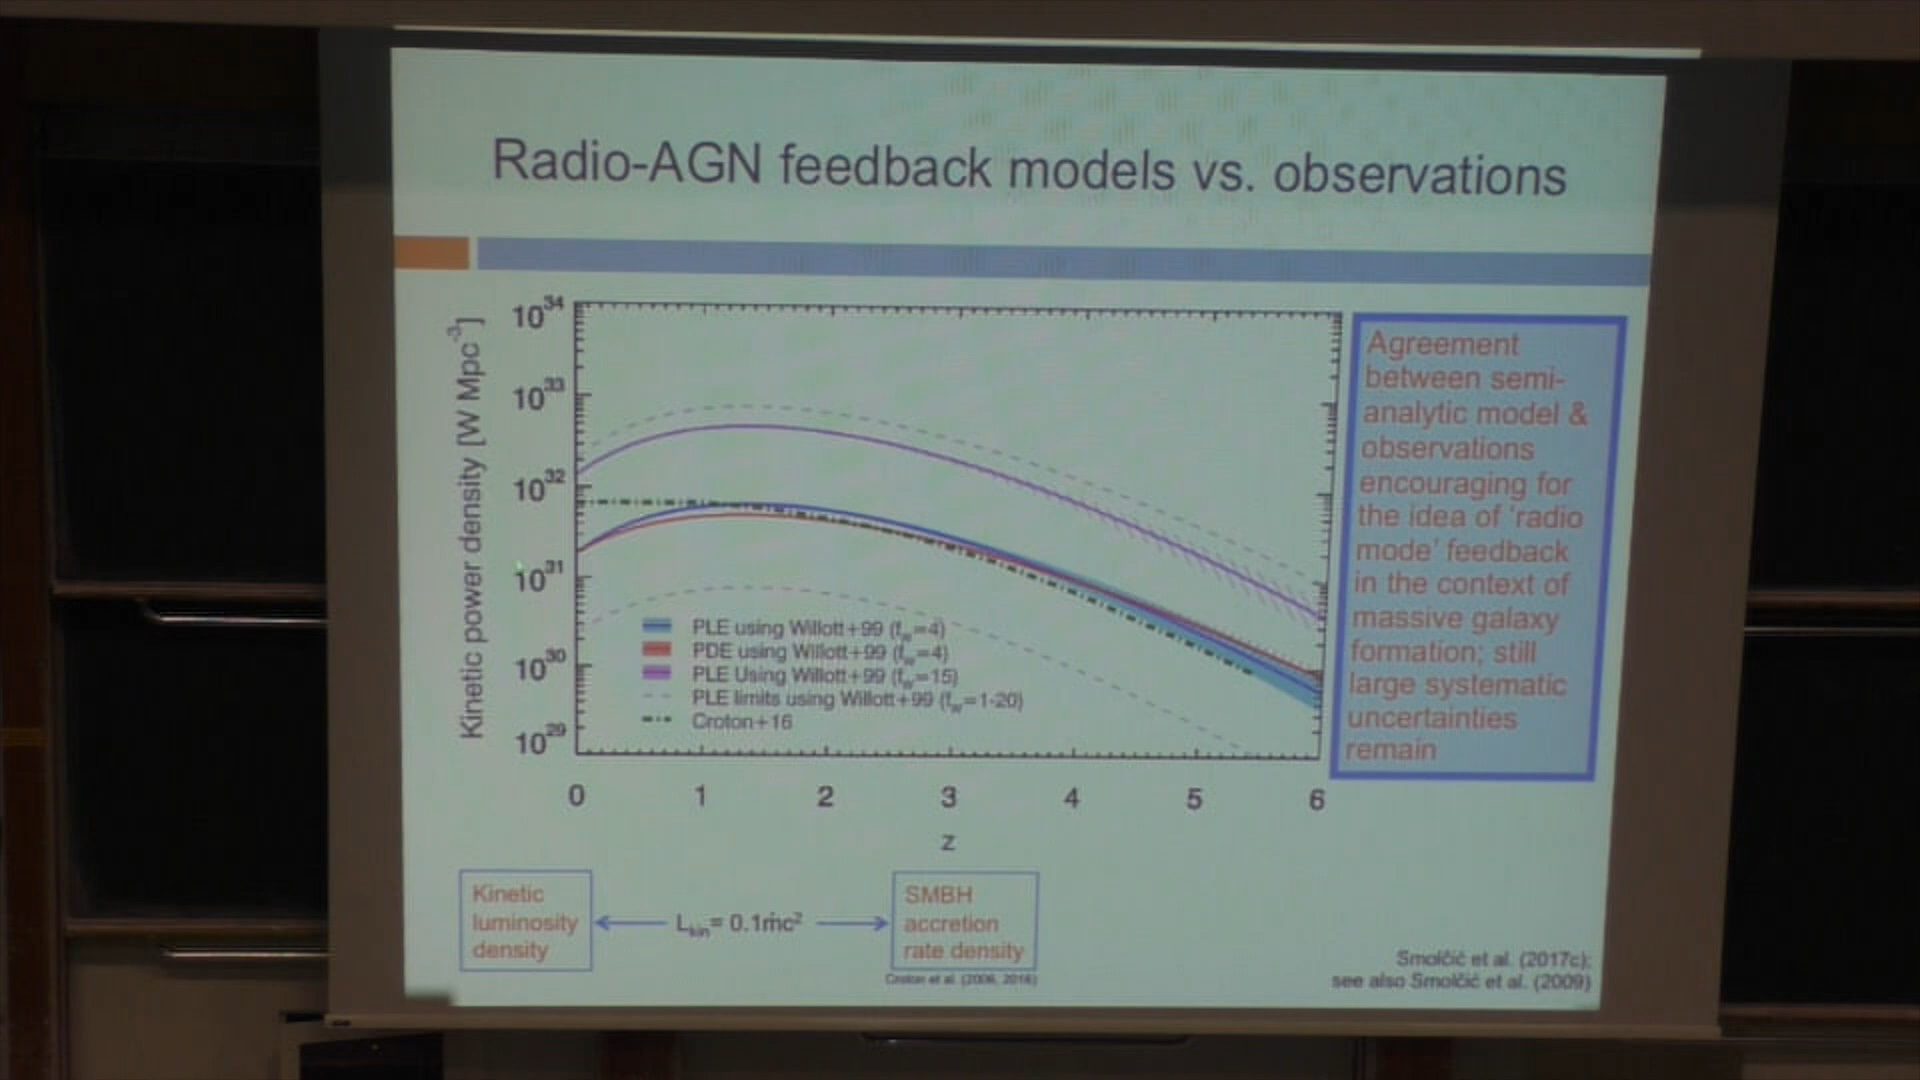 Radio-AGN feedback models vs. observations
Kinetic power density [W Mpc⁻³]
10³⁴
10³³
10³²
10³¹
10³⁰
10²⁹
0 1 2 3 4 5 6
z
PLE using Willott+99 (f_w=4)
PDE using Willott+99 (f_w=4)
PLE Using Willott+99 (f_w=15)
PLE limits using Willott+99 (f_w=1-20)
Croton+16
Agreement
between semi-
analytic model &
observations
encouraging for
the idea of 'radio
mode' feedback
in the context of
massive galaxy
formation; still
large systematic
uncertainties
remain
Kinetic
luminosity
density
L_kin= 0.1ṁc²
SMBH
accretion
rate density
Croton et al. (2006, 2016)
Smolčić et al. (2017c);
see also Smolčić et al. (2009)